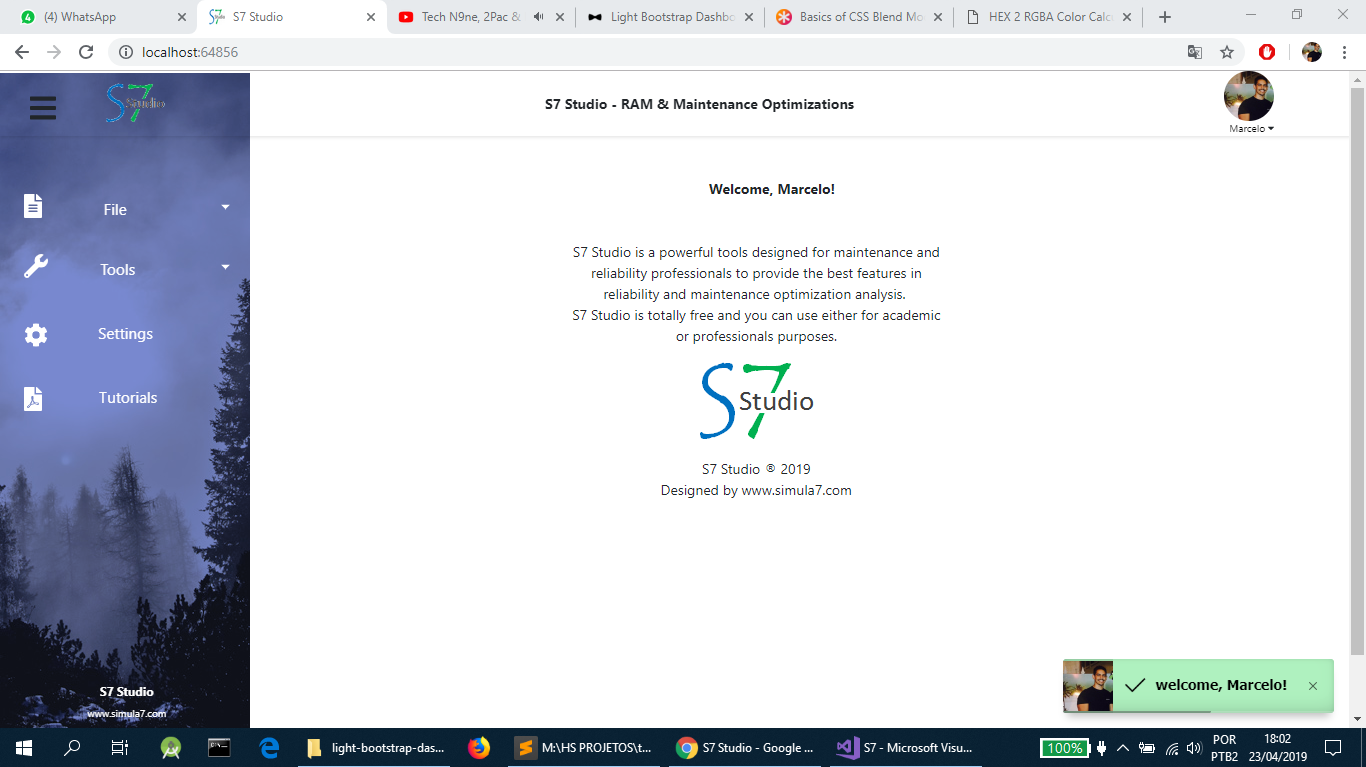 (4) WhatsApp
S7 Studio
Tech N9ne, 2Pac &
Light Bootstrap Dashbo
Basics of CSS Blend Mo
HEX 2 RGBA Color Calc
localhost:64856
S7 Studio
S7 Studio - RAM & Maintenance Optimizations
Marcelo
File
Tools
Settings
Tutorials
S7 Studio
www.simula7.com
Welcome, Marcelo!
S7 Studio is a powerful tools designed for maintenance and
reliability professionals to provide the best features in
reliability and maintenance optimization analysis.
S7 Studio is totally free and you can use either for academic
or professionals purposes.
S7 Studio
S7 Studio ® 2019
Designed by www.simula7.com
welcome, Marcelo!
light-bootstrap-das...
M:\HS PROJETOS\t...
S7 Studio - Google ...
S7 - Microsoft Visu...
100%
POR
PTB2
18:02
23/04/2019